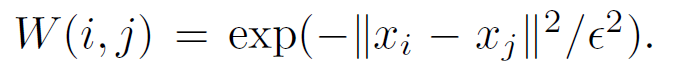 W(i, j) = exp(−‖x_i − x_j‖²/ϵ²).